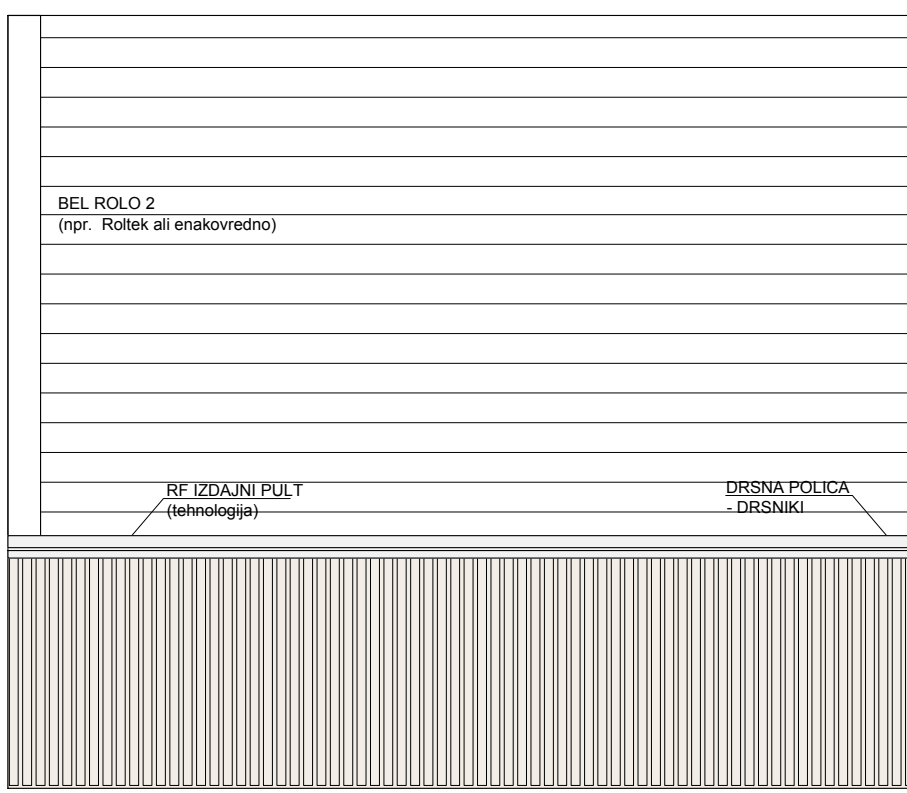 BEL ROLO 2
(npr. Roltek ali enakovredno)
RF IZDAJNI PULT
(tehnologija)
DRSNA POLICA
- DRSNIKI